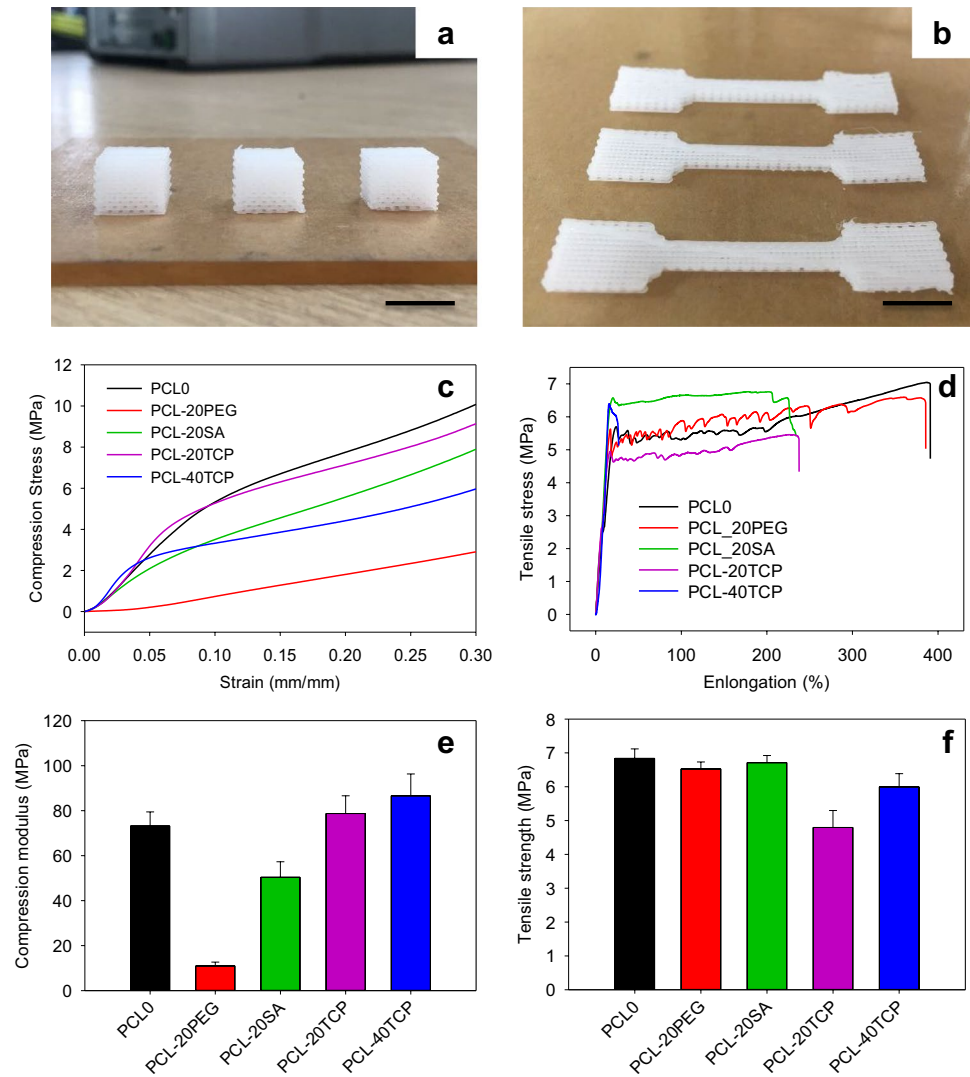 a
b
c
12
10
8
6
4
2
0
Compression Stress (MPa)
PCL0
PCL-20PEG
PCL-20SA
PCL-20TCP
PCL-40TCP
0.00 0.05 0.10 0.15 0.20 0.25 0.30
Strain (mm/mm)
d
7
6
5
4
3
2
1
0
Tensile stress (MPa)
PCL0
PCL_20PEG
PCL_20SA
PCL-20TCP
PCL-40TCP
0 100 200 300 400
Enlongation (%)
e
120
100
80
60
40
20
0
Compression modulus (MPa)
PCL0
PCL-20PEG
PCL-20SA
PCL-20TCP
PCL-40TCP
f
8
7
6
5
4
3
2
1
0
Tensile strength (MPa)
PCL0
PCL-20PEG
PCL-20SA
PCL-20TCP
PCL-40TCP